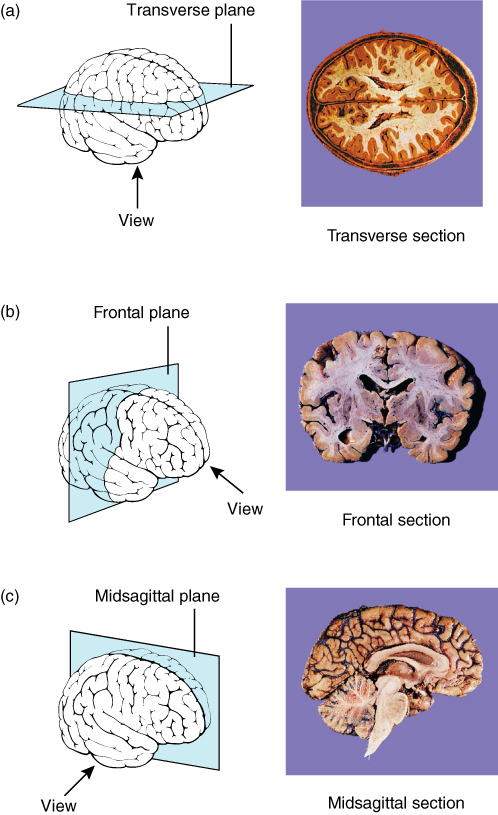 (a)
Transverse plane
View
Transverse section
(b)
Frontal plane
View
Frontal section
(c)
Midsagittal plane
View
Midsagittal section